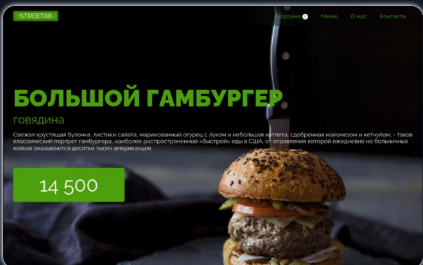 STREET88
Корзина 2 Меню О нас Контакты
БОЛЬШОЙ ГАМБУРГЕР
говядина
Свежая хрустящая булочка, листики салата, маринованный огурец с луком и небольшая котлета, сдобренная майонезом и кетчупом, - таков
классический портрет гамбургера, наиболее распространенной «быстрой» еды в США, от отравления которой ежедневно на больничных
койках оказываются десятки тысяч американцев
14 500